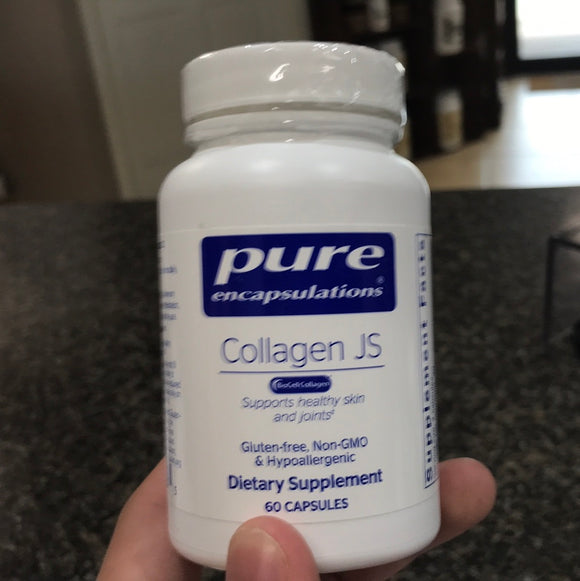 pure
encapsulations®
Collagen JS
BioCell Collagen
Supports healthy skin
and joints‡
Gluten-free, Non-GMO
& Hypoallergenic
Dietary Supplement
60 CAPSULES
Supplement Facts